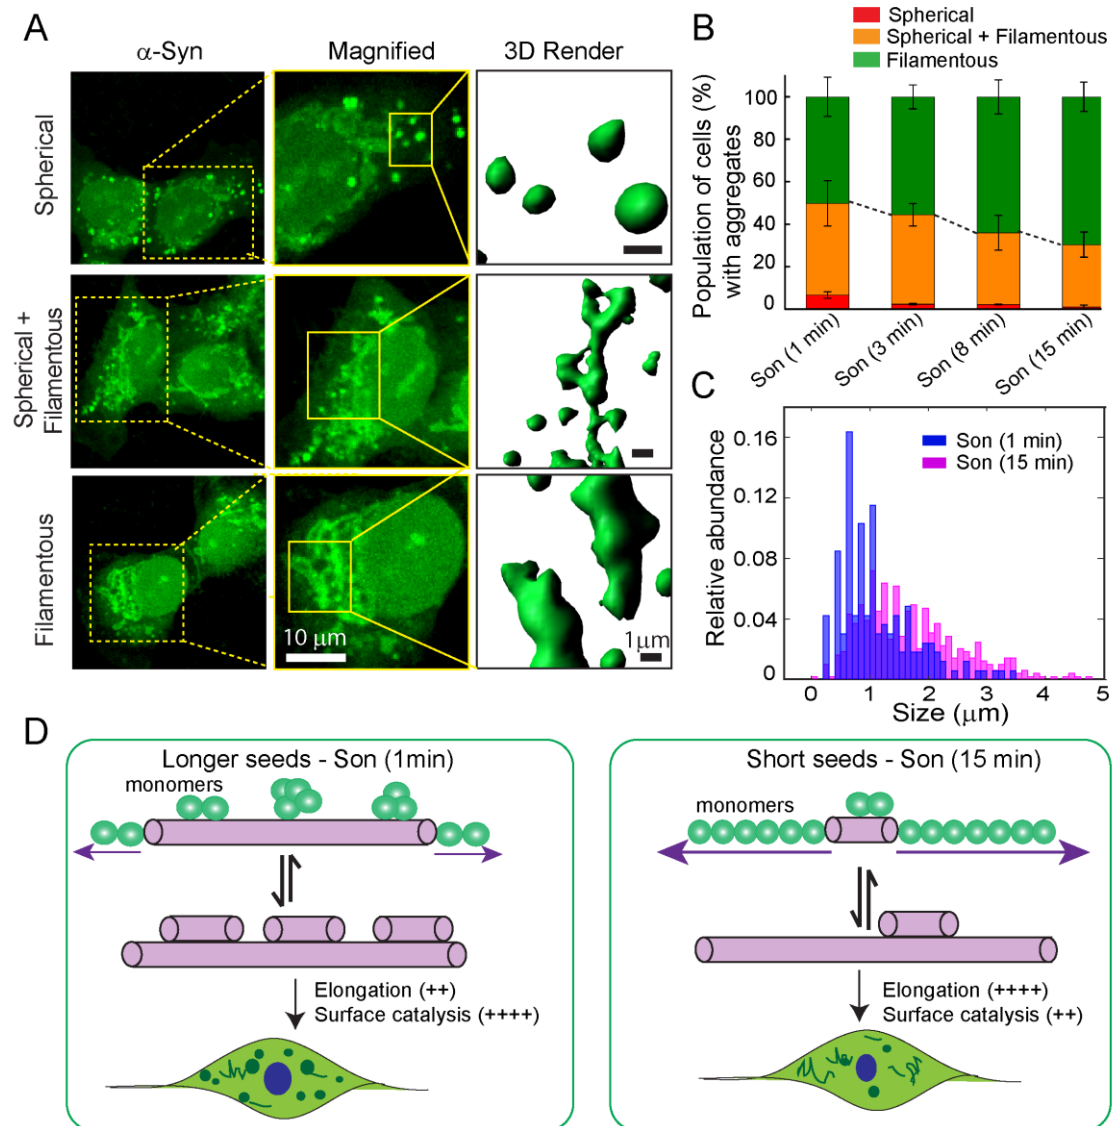 A
α-Syn
Magnified
3D Render
Spherical
Spherical +
Filamentous
Filamentous
10 μm
1μm
B
Spherical
Spherical + Filamentous
Filamentous
Population of cells (%)
with aggregates
100
80
60
40
20
0
Son (1 min)
Son (3 min)
Son (8 min)
Son (15 min)
C
Son (1 min)
Son (15 min)
Relative abundance
0.16
0.12
0.08
0.04
0
0 1 2 3 4 5
Size (μm)
D
Longer seeds - Son (1min)
monomers
Elongation (++)
Surface catalysis (++++)
Short seeds - Son (15 min)
monomers
Elongation (++++)
Surface catalysis (++)